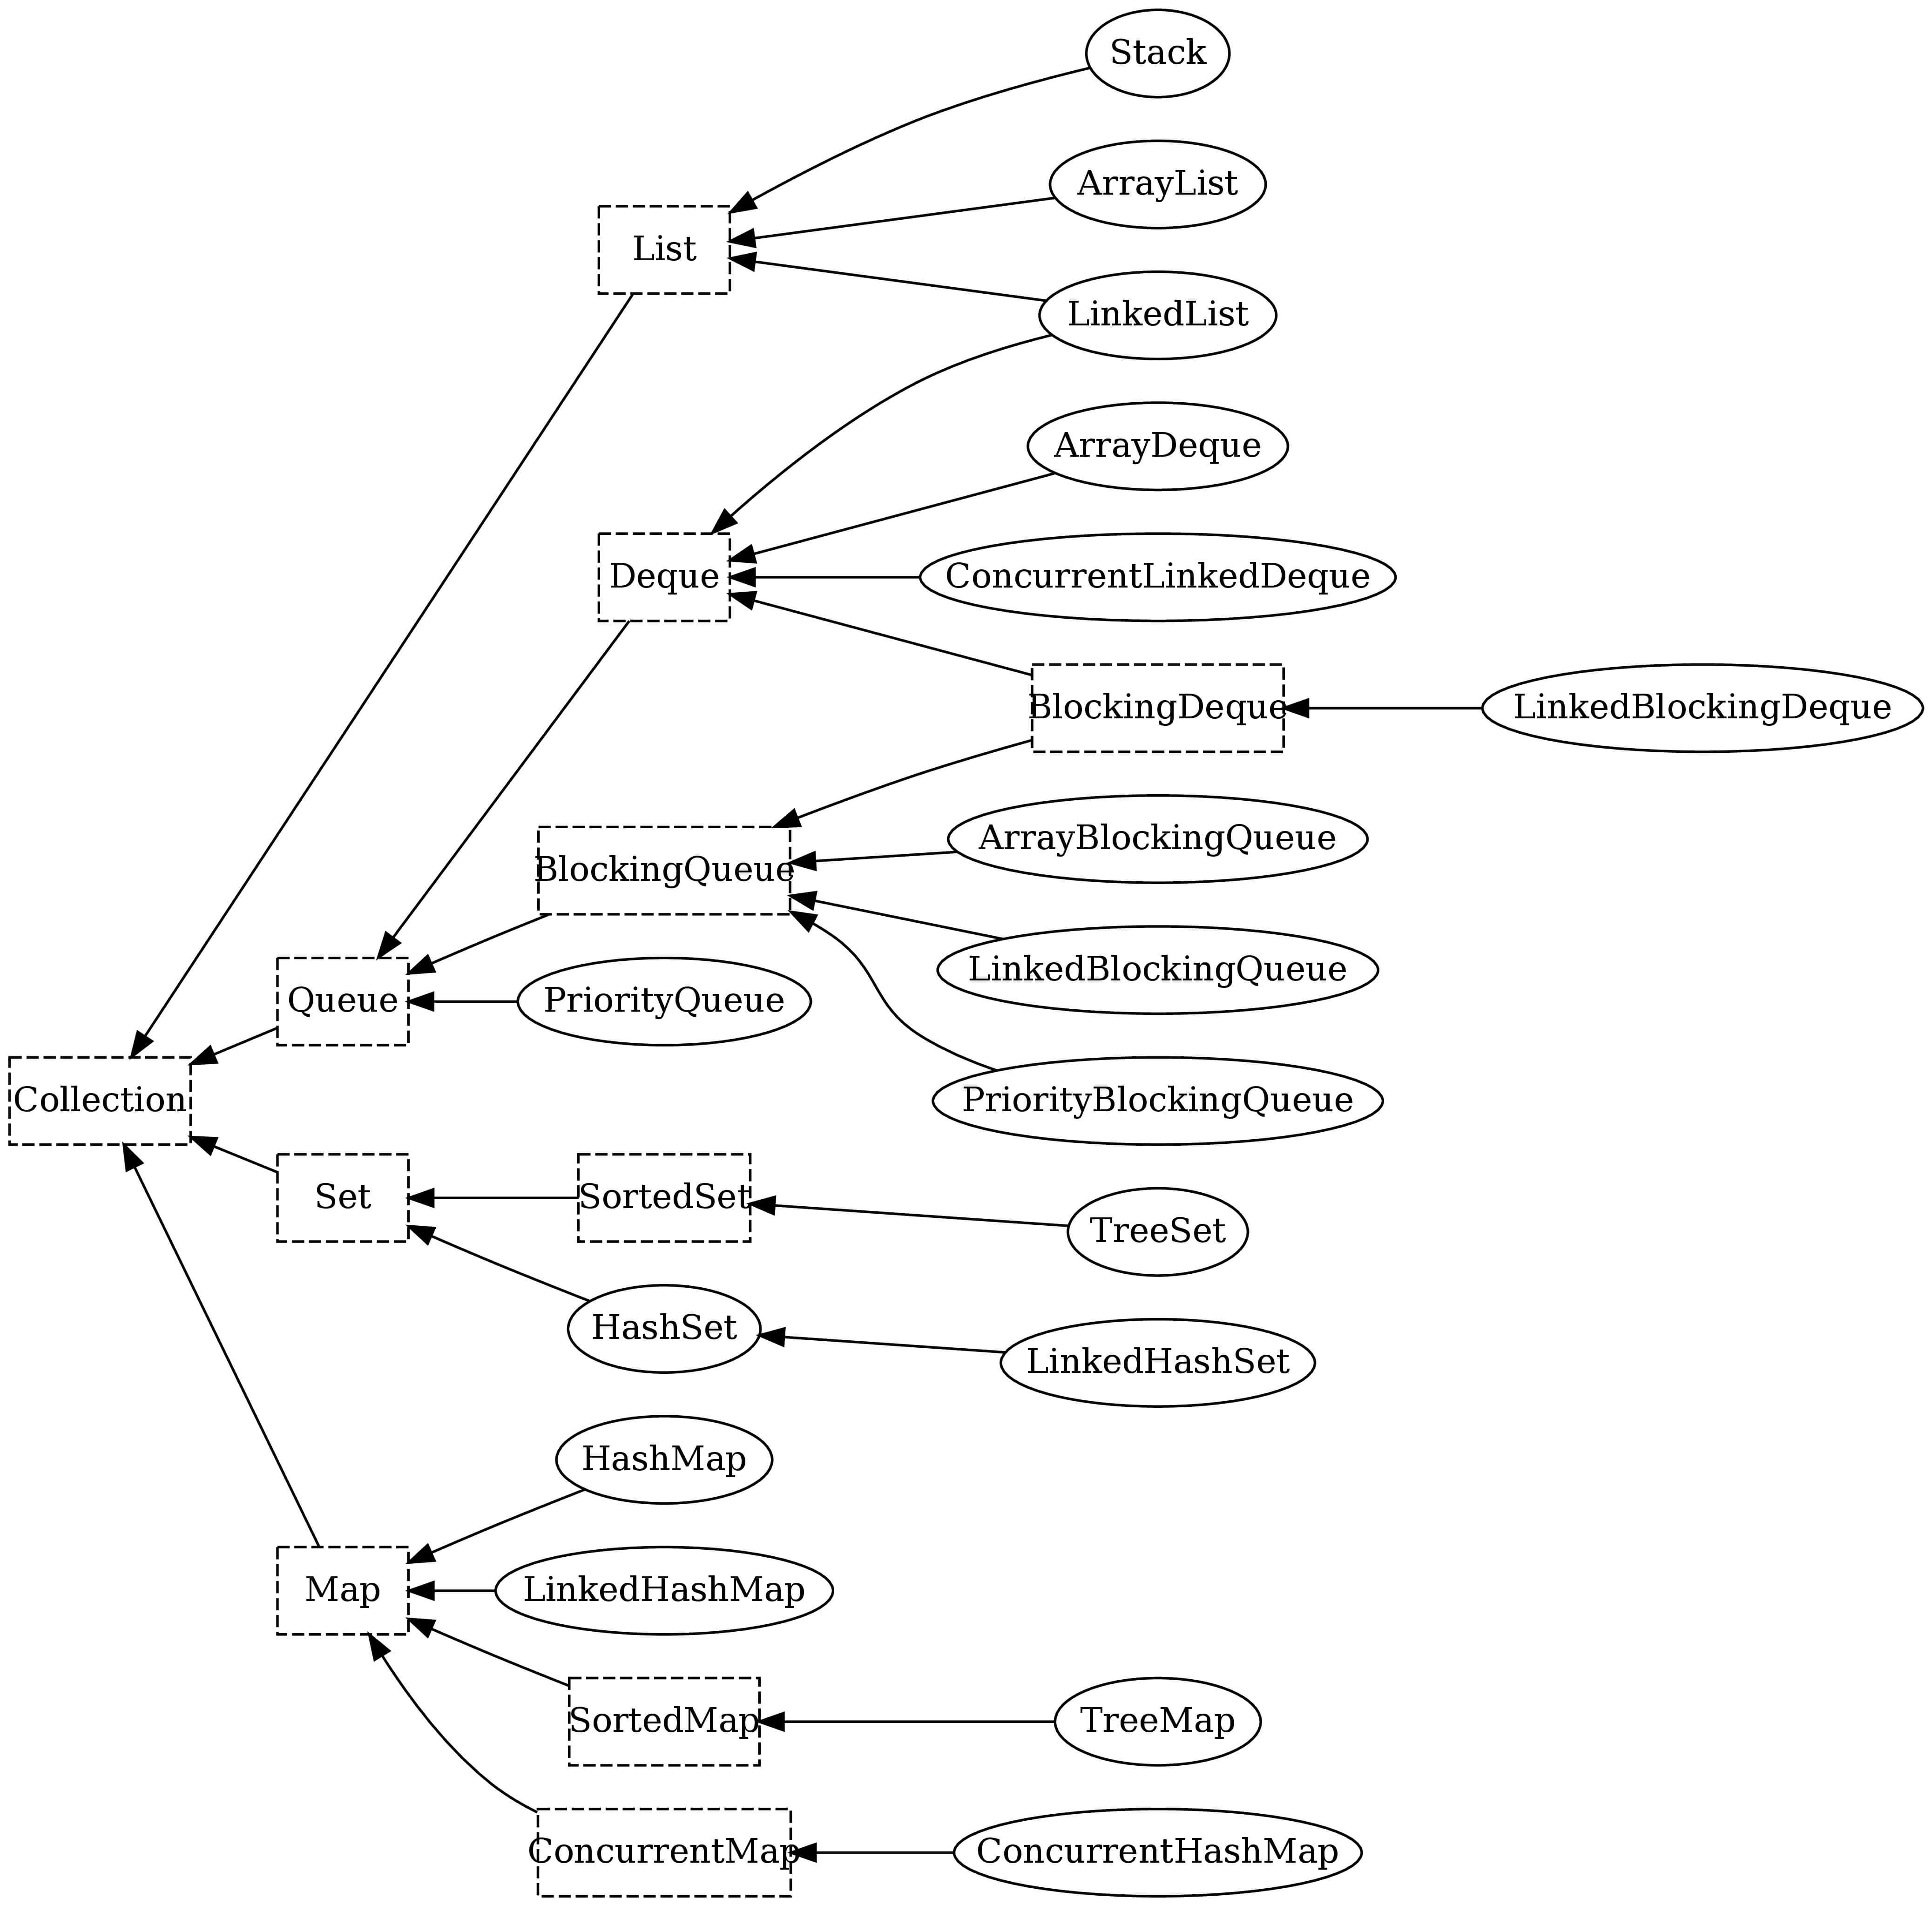 Stack
ArrayList
List
LinkedList
ArrayDeque
Deque
ConcurrentLinkedDeque
BlockingDeque
LinkedBlockingDeque
ArrayBlockingQueue
BlockingQueue
LinkedBlockingQueue
Queue
PriorityQueue
Collection
PriorityBlockingQueue
Set
SortedSet
TreeSet
HashSet
LinkedHashSet
HashMap
Map
LinkedHashMap
SortedMap
TreeMap
ConcurrentMap
ConcurrentHashMap